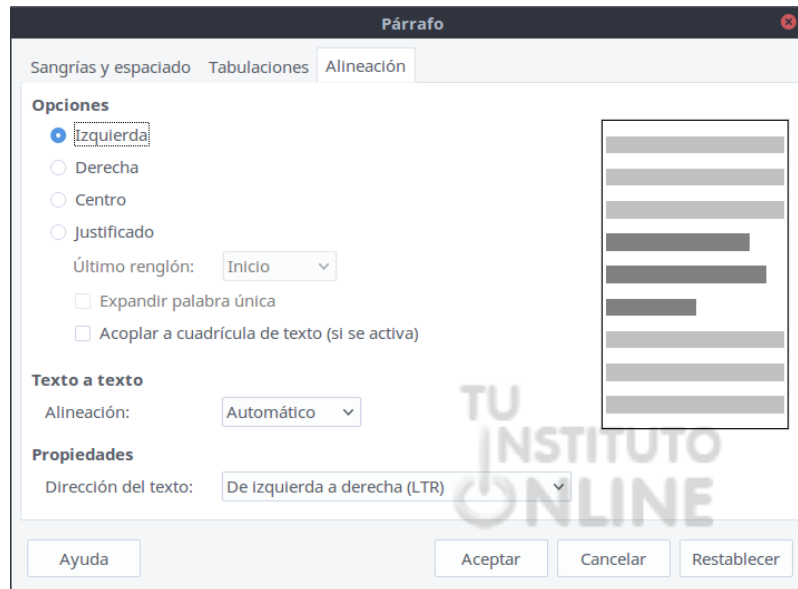 Párrafo
Sangrías y espaciado Tabulaciones Alineación
Opciones
Izquierda
Derecha
Centro
Justificado
Último renglón: Inicio
Expandir palabra única
Acoplar a cuadrícula de texto (si se activa)
Texto a texto
Alineación: Automático
Propiedades
Dirección del texto: De izquierda a derecha (LTR)
TU
INSTITUTO
ONLINE
Ayuda Aceptar Cancelar Restablecer